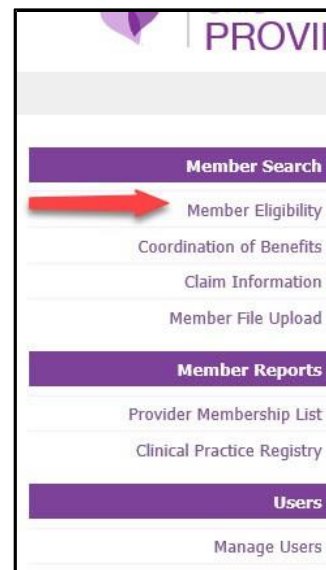 Member Search
Member Eligibility
Coordination of Benefits
Claim Information
Member File Upload
Member Reports
Provider Membership List
Clinical Practice Registry
Users
Manage Users